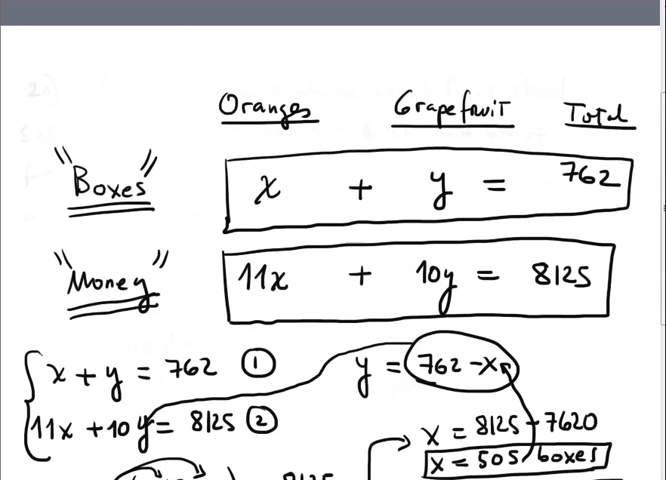 Oranges Grapefruit Total
"Boxes" x + y = 762
"Money" 11x + 10y = 8125
x + y = 762 ① y = 762 - x
11x + 10y = 8125 ②
x = 8125 - 7620
x = 505 boxes